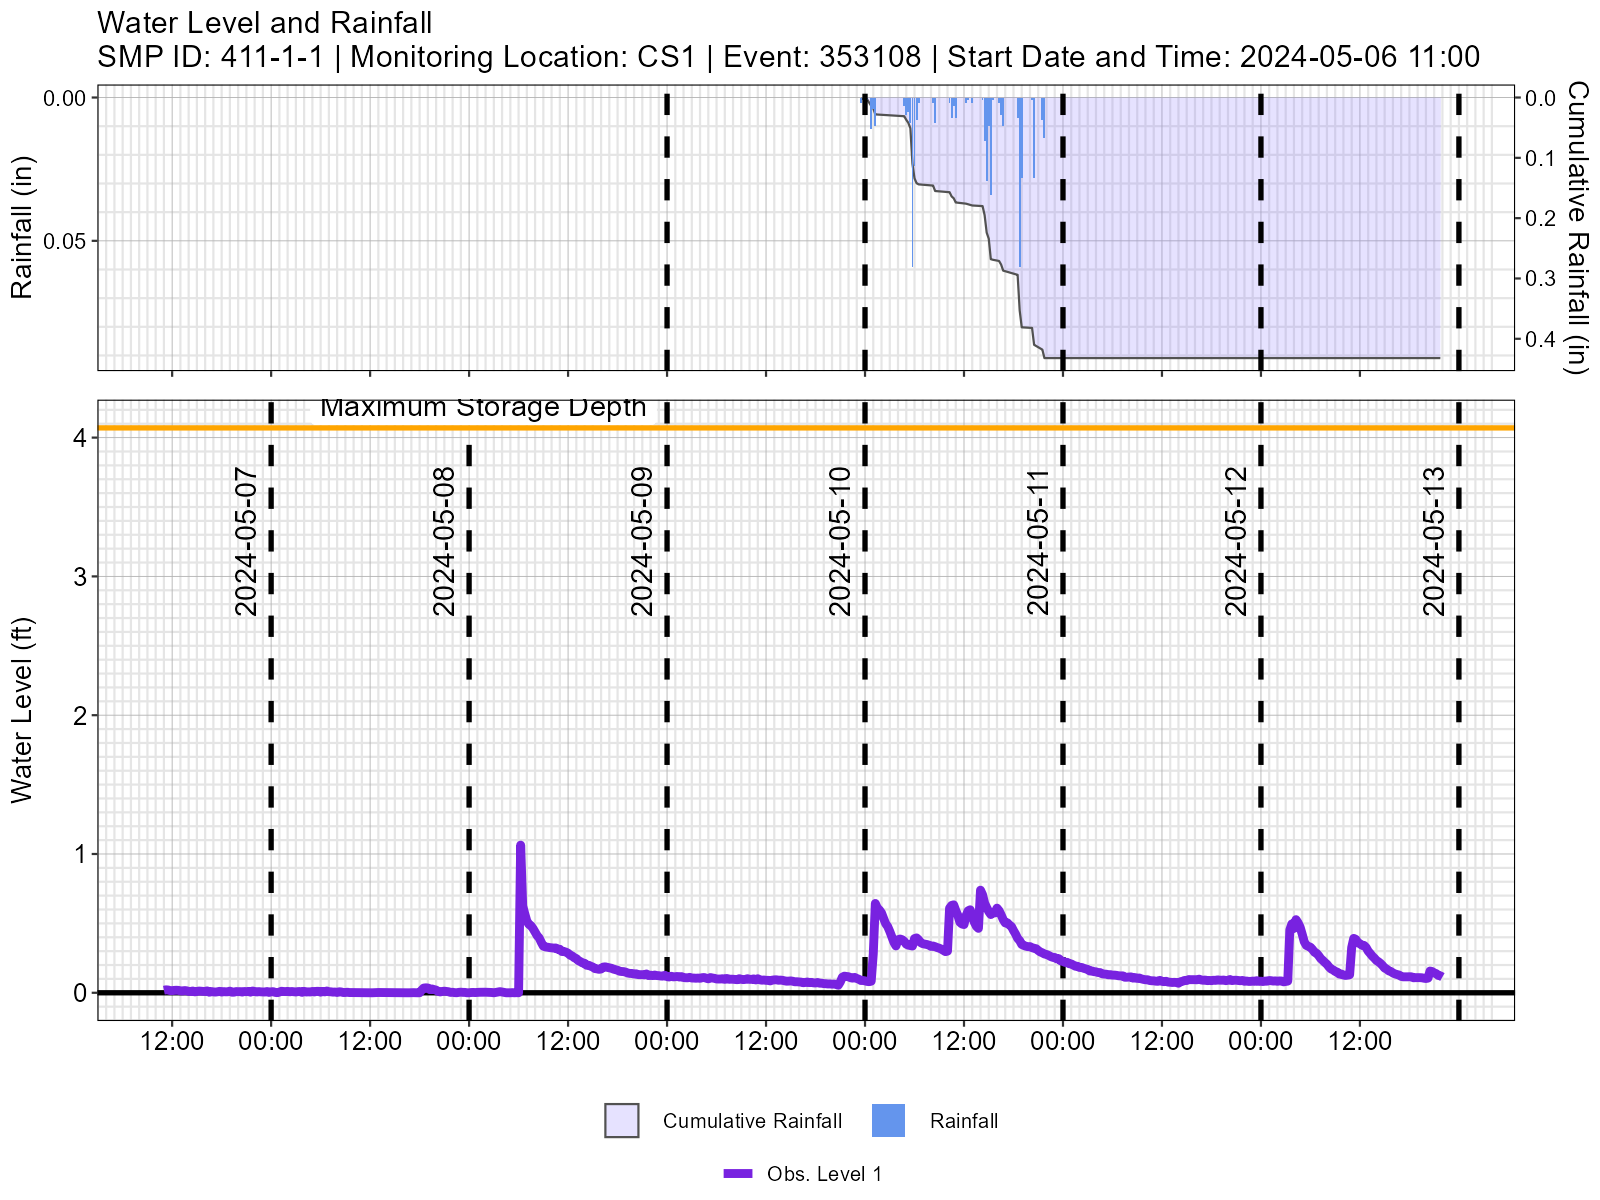 Water Level and Rainfall
SMP ID: 411-1-1 | Monitoring Location: CS1 | Event: 353108 | Start Date and Time: 2024-05-06 11:00
Rainfall (in)
0.00
0.05
0.0
0.1
0.2
0.3
0.4
Cumulative Rainfall (in)
Maximum Storage Depth
Water Level (ft)
4
3
2
1
0
2024-05-07
2024-05-08
2024-05-09
2024-05-10
2024-05-11
2024-05-12
2024-05-13
12:00 00:00 12:00 00:00 12:00 00:00 12:00 00:00 12:00 00:00 12:00 00:00 12:00
Cumulative Rainfall Rainfall
Obs. Level 1